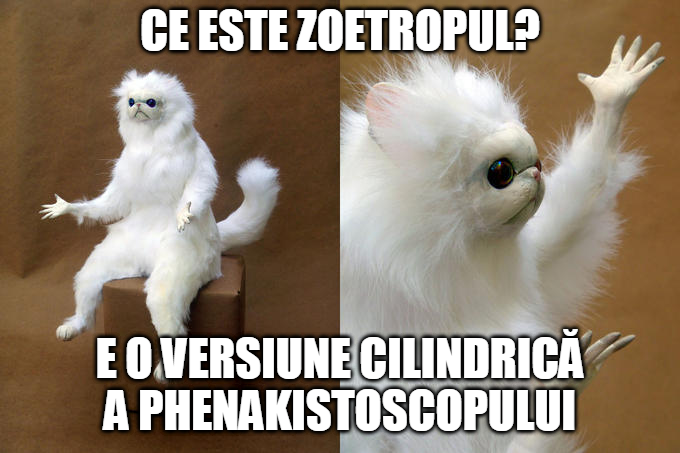 CE ESTE ZOETROPUL?
E O VERSIUNE CILINDRICĂ
A PHENAKISTOSCOPULUI